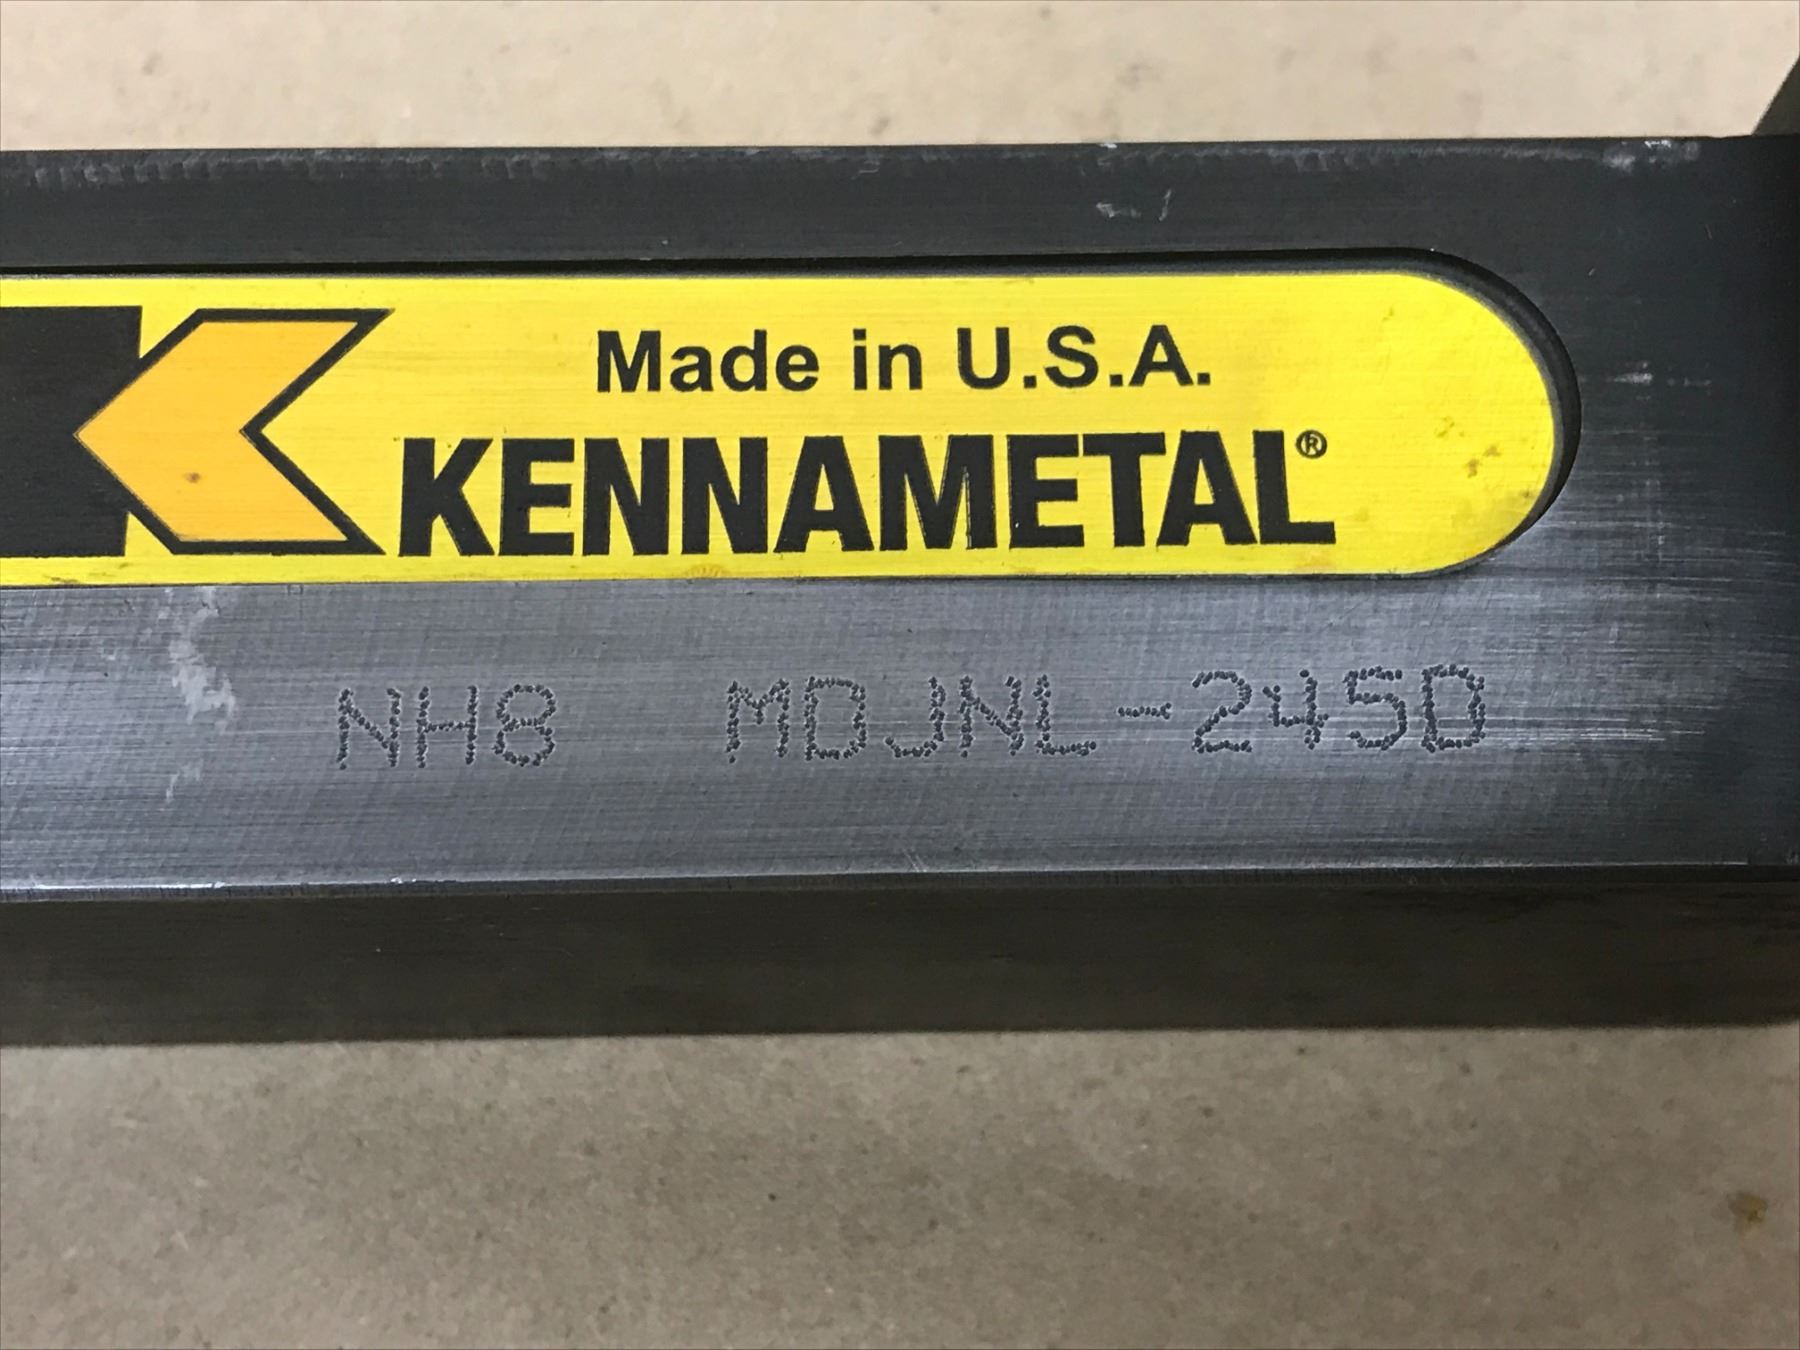 Made in U.S.A.
KENNAMETAL®
NH8 MDJNL-245D